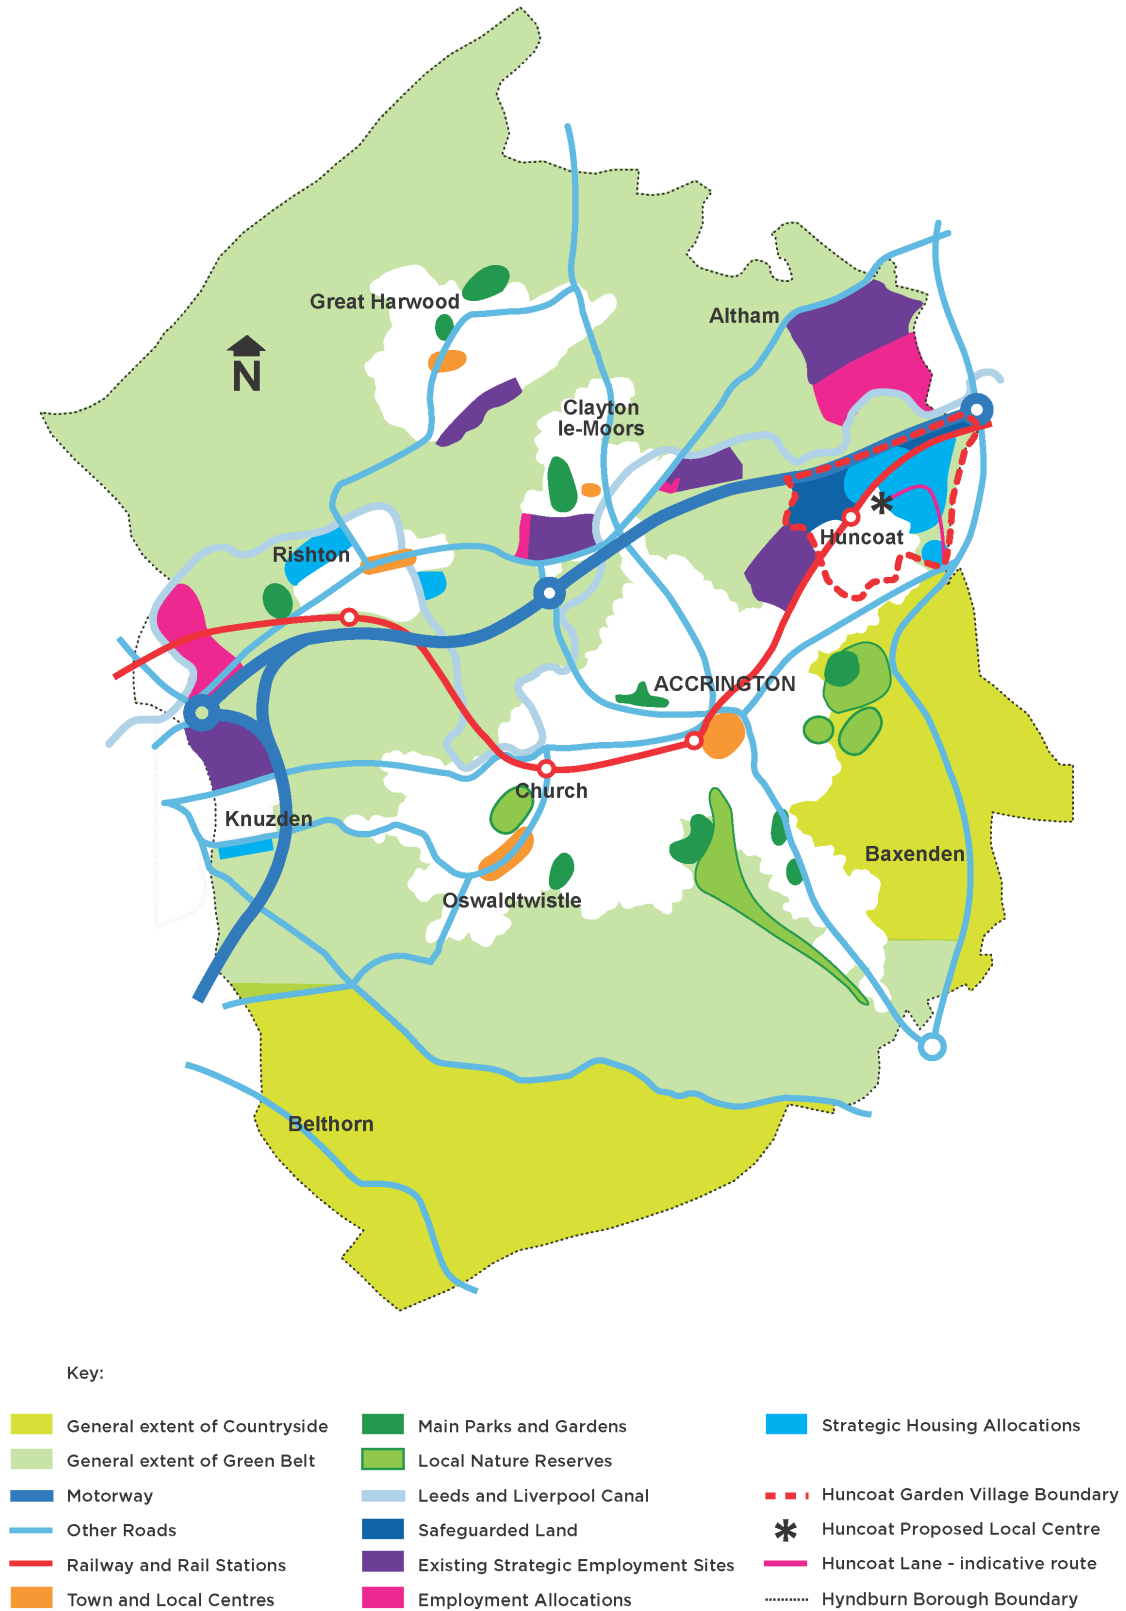 Great Harwood
Altham
N
Clayton
le-Moors
Rishton
Huncoat
ACCRINGTON
Church
Knuzden
Baxenden
Oswaldtwistle
Belthorn
Key:
General extent of Countryside
General extent of Green Belt
Motorway
Other Roads
Railway and Rail Stations
Town and Local Centres
Main Parks and Gardens
Local Nature Reserves
Leeds and Liverpool Canal
Safeguarded Land
Existing Strategic Employment Sites
Employment Allocations
Strategic Housing Allocations
Huncoat Garden Village Boundary
Huncoat Proposed Local Centre
Huncoat Lane - indicative route
Hyndburn Borough Boundary